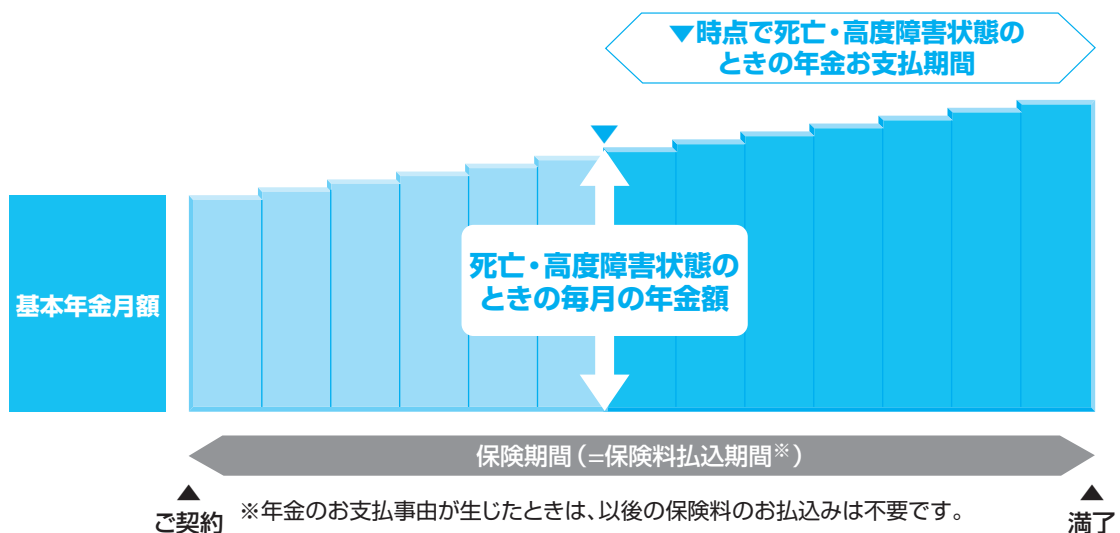 ▼時点で死亡・高度障害状態の
ときの年金お支払期間
▼
基本年金月額
死亡・高度障害状態の
ときの毎月の年金額
保険期間（=保険料払込期間※）
▲
ご契約
※年金のお支払事由が生じたときは、以後の保険料のお払込みは不要です。
▲
満了